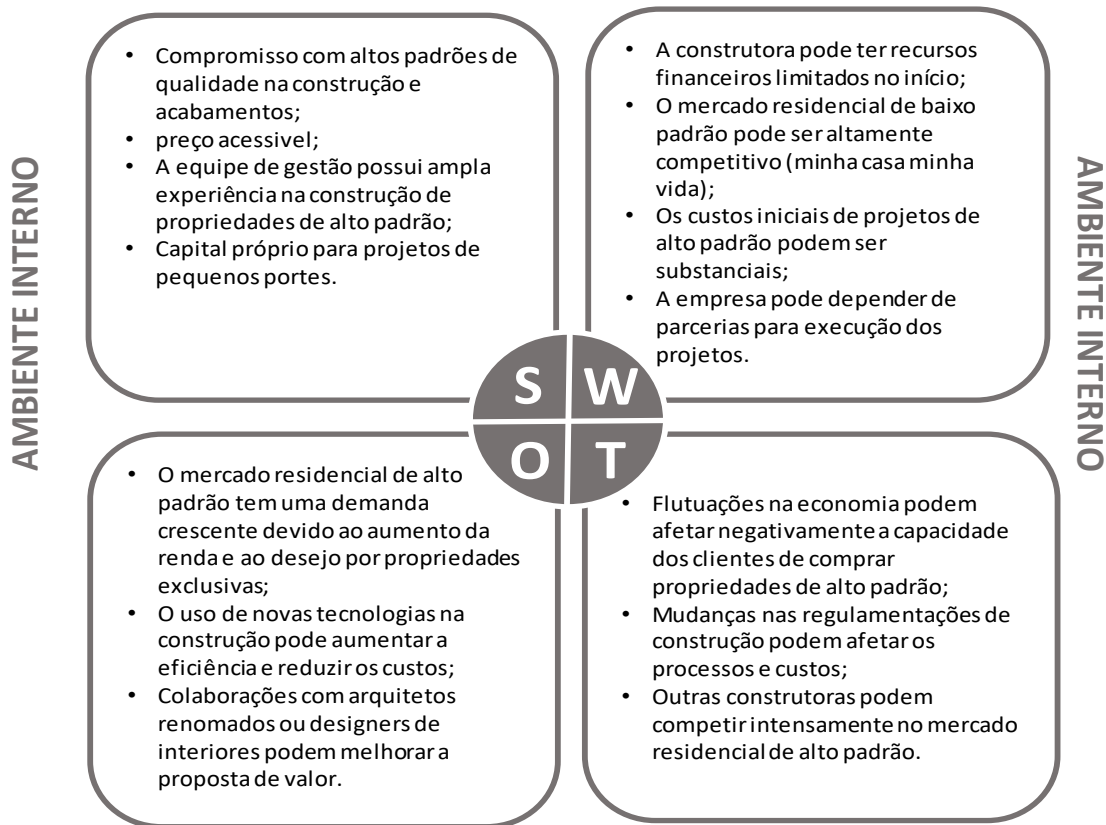 AMBIENTE INTERNO
• Compromisso com altos padrões de
qualidade na construção e
acabamentos;
• preço acessivel;
• A equipe de gestão possui ampla
experiência na construção de
propriedades de alto padrão;
• Capital próprio para projetos de
pequenos portes.
• A construtora pode ter recursos
financeiros limitados no início;
• O mercado residencial de baixo
padrão pode ser altamente
competitivo (minha casa minha
vida);
• Os custos iniciais de projetos de
alto padrão podem ser
substanciais;
• A empresa pode depender de
parcerias para execução dos
projetos.
AMBIENTE INTERNO
S W
O T
• O mercado residencial de alto
padrão tem uma demanda
crescente devido ao aumento da
renda e ao desejo por propriedades
exclusivas;
• O uso de novas tecnologias na
construção pode aumentar a
eficiência e reduzir os custos;
• Colaborações com arquitetos
renomados ou designers de
interiores podem melhorar a
proposta de valor.
• Flutuações na economia podem
afetar negativamente a capacidade
dos clientes de comprar
propriedades de alto padrão;
• Mudanças nas regulamentações de
construção podem afetar os
processos e custos;
• Outras construtoras podem
competir intensamente no mercado
residencial de alto padrão.